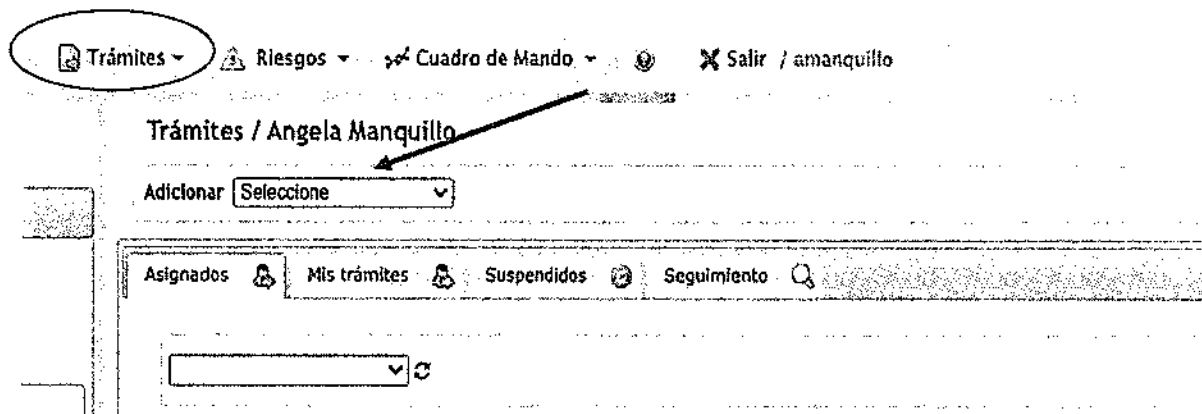 Trámites Riesgos Cuadro de Mando Salir / amanquillo
Trámites / Angela Manquillo
Adicionar Seleccione
Asignados Mis trámites Suspendidos Seguimiento